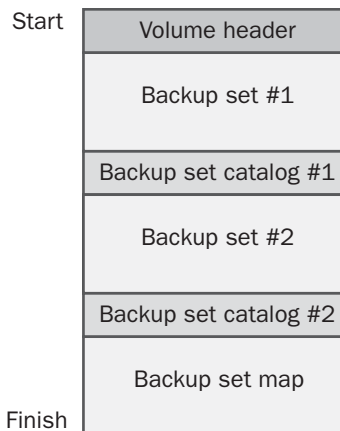 Start
Volume header
Backup set #1
Backup set catalog #1
Backup set #2
Backup set catalog #2
Backup set map
Finish